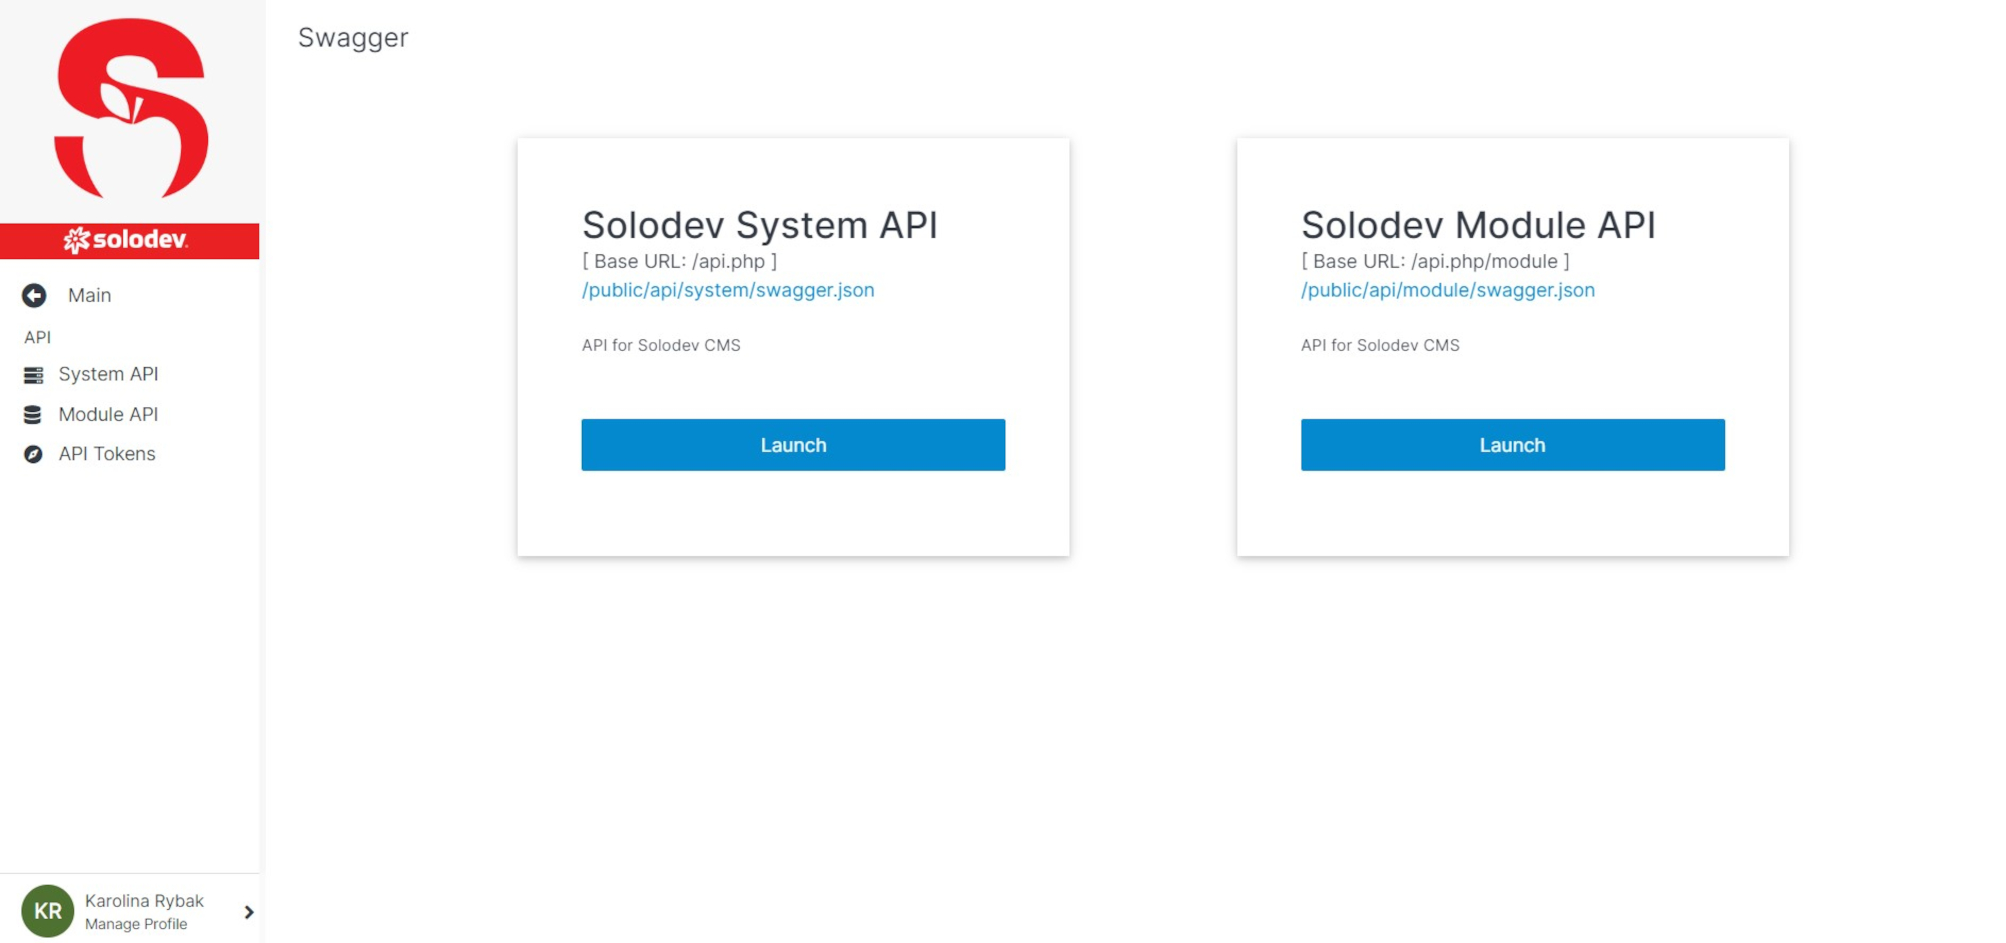 solodev
Main
API
System API
Module API
API Tokens
KR
Karolina Rybak
Manage Profile
Swagger
Solodev System API
[ Base URL: /api.php ]
/public/api/system/swagger.json
API for Solodev CMS
Launch
Solodev Module API
[ Base URL: /api.php/module ]
/public/api/module/swagger.json
API for Solodev CMS
Launch